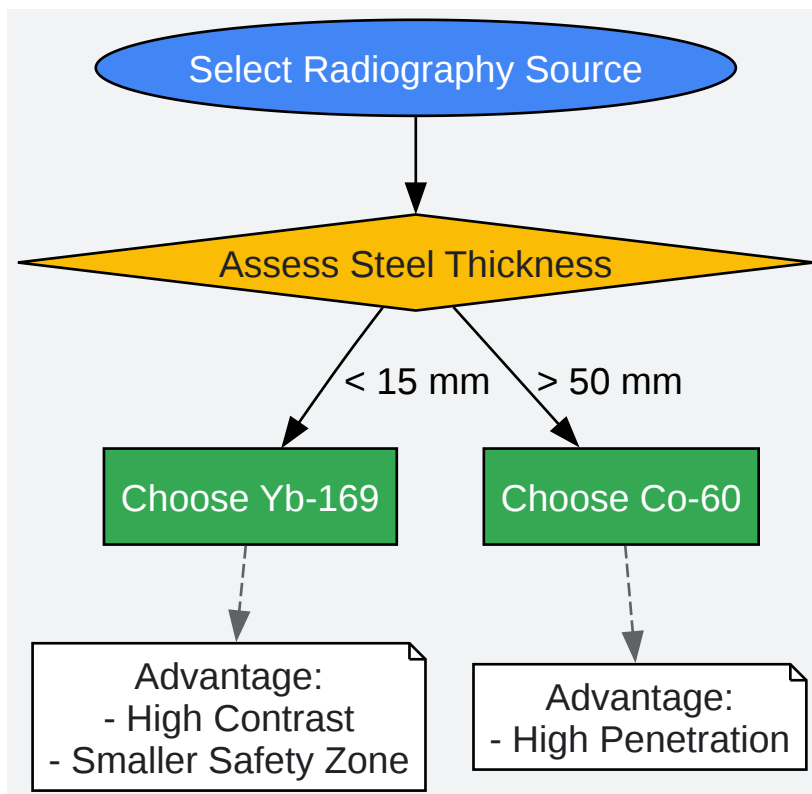 Select Radiography Source
Assess Steel Thickness
< 15 mm
> 50 mm
Choose Yb-169
Choose Co-60
Advantage:
- High Contrast
- Smaller Safety Zone
Advantage:
- High Penetration